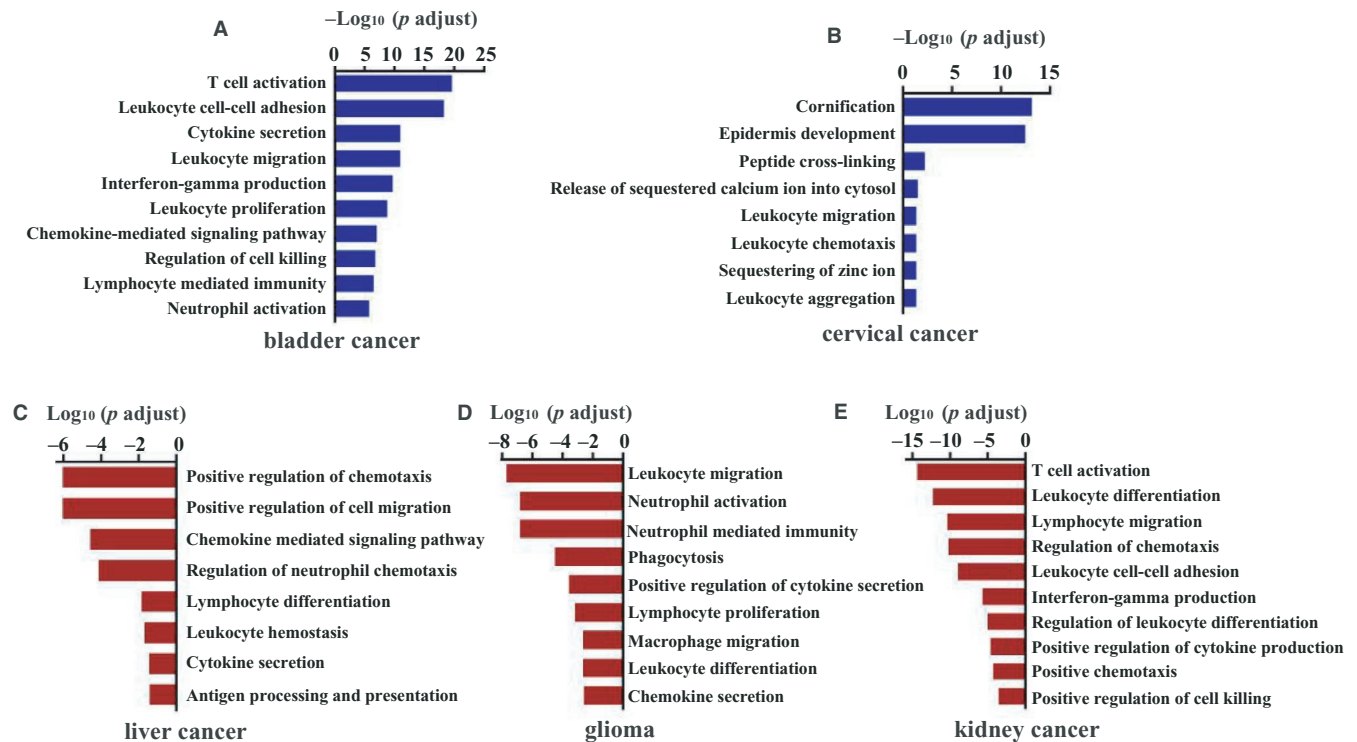 A
−Log10 (p adjust)
0 5 10 15 20 25
T cell activation
Leukocyte cell-cell adhesion
Cytokine secretion
Leukocyte migration
Interferon-gamma production
Leukocyte proliferation
Chemokine-mediated signaling pathway
Regulation of cell killing
Lymphocyte mediated immunity
Neutrophil activation
bladder cancer
B
−Log10 (p adjust)
0 5 10 15
Cornification
Epidermis development
Peptide cross-linking
Release of sequestered calcium ion into cytosol
Leukocyte migration
Leukocyte chemotaxis
Sequestering of zinc ion
Leukocyte aggregation
cervical cancer
C Log10 (p adjust)
−6 −4 −2 0
Positive regulation of chemotaxis
Positive regulation of cell migration
Chemokine mediated signaling pathway
Regulation of neutrophil chemotaxis
Lymphocyte differentiation
Leukocyte hemostasis
Cytokine secretion
Antigen processing and presentation
liver cancer
D Log10 (p adjust)
−8 −6 −4 −2 0
Leukocyte migration
Neutrophil activation
Neutrophil mediated immunity
Phagocytosis
Positive regulation of cytokine secretion
Lymphocyte proliferation
Macrophage migration
Leukocyte differentiation
Chemokine secretion
glioma
E Log10 (p adjust)
−15 −10 −5 0
T cell activation
Leukocyte differentiation
Lymphocyte migration
Regulation of chemotaxis
Leukocyte cell-cell adhesion
Interferon-gamma production
Regulation of leukocyte differentiation
Positive regulation of cytokine production
Positive chemotaxis
Positive regulation of cell killing
kidney cancer